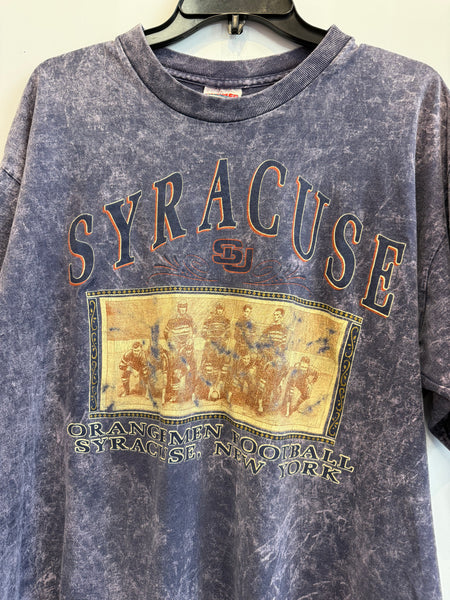 SYRACUSE
SU
ORANGEMEN FOOTBALL
SYRACUSE, NEW YORK